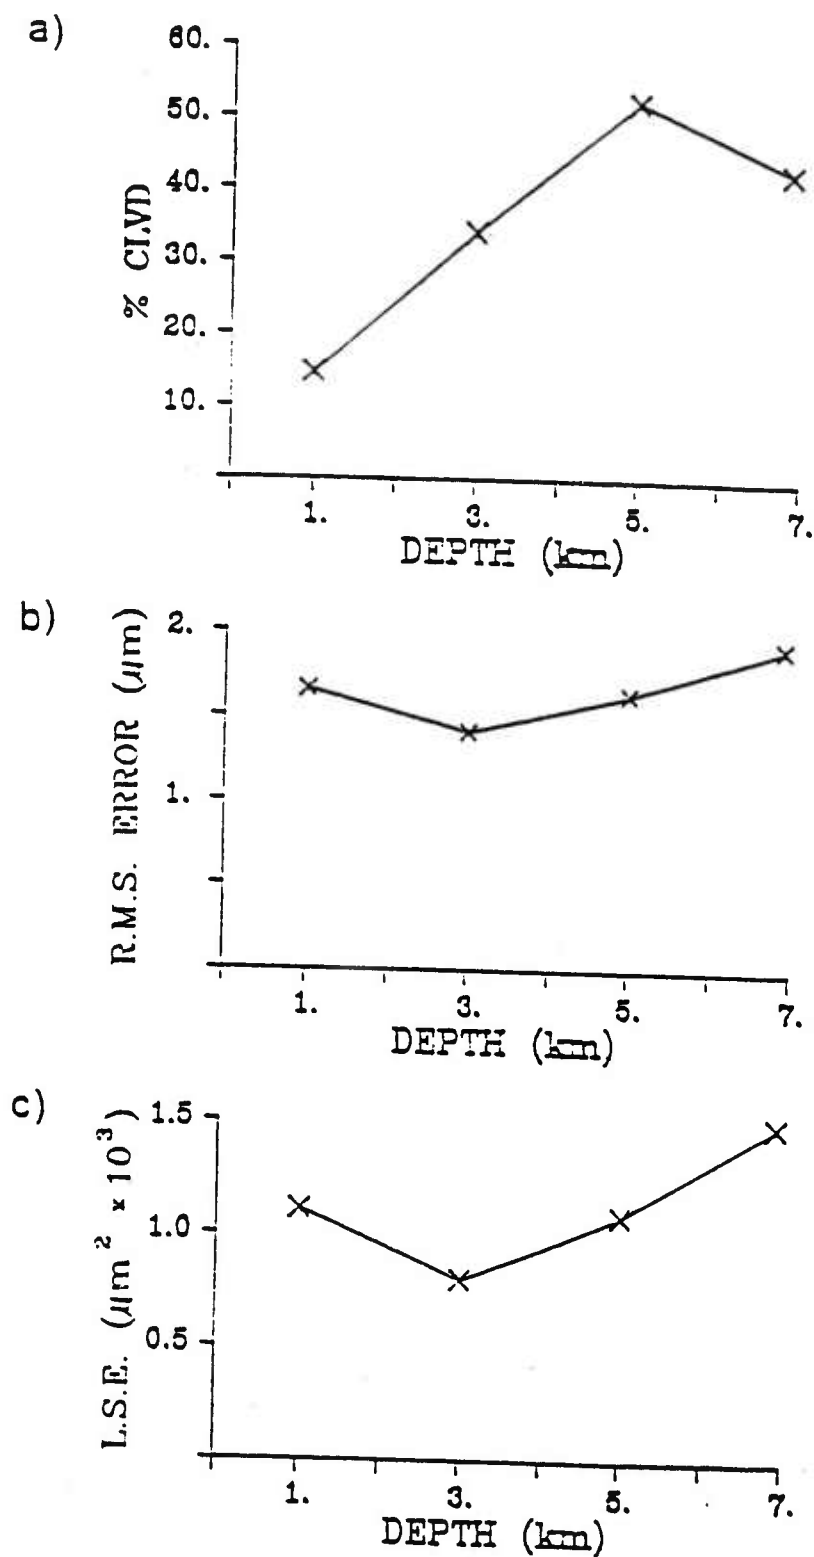 a)
60.
50.
40.
30.
20.
10.
% CLVD
1. 3. 5. 7.
DEPTH (km)
b)
2.
1.
R.M.S. ERROR (μm)
1. 3. 5. 7.
DEPTH (km)
c)
1.5
1.0
0.5
L.S.E. (μm² × 10³)
1. 3. 5. 7.
DEPTH (km)